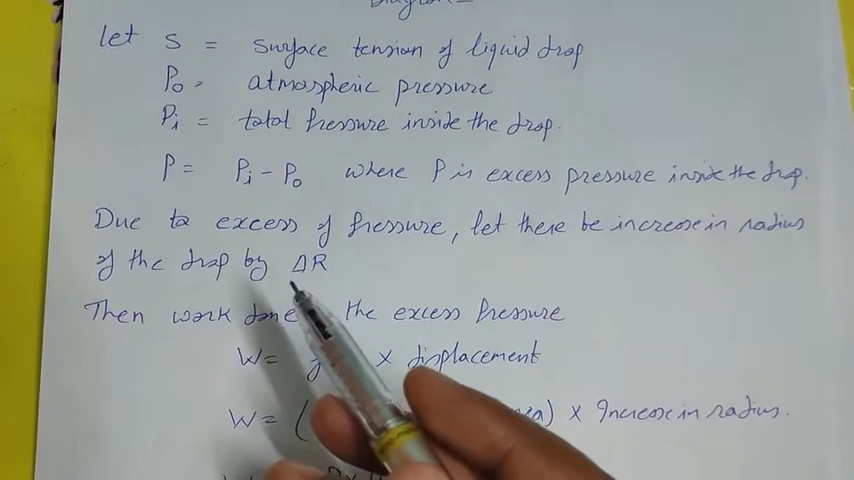 Diagram =
let S = surface tension of liquid drop
P₀ = atmospheric pressure
Pᵢ = total pressure inside the drop.
P = Pᵢ - P₀ where P is excess pressure inside the drop.
Due to excess of pressure, let there be increase in radius
of the drop by ΔR
Then work done the excess pressure
W = × displacement
W = ( area) × Increase in radius.